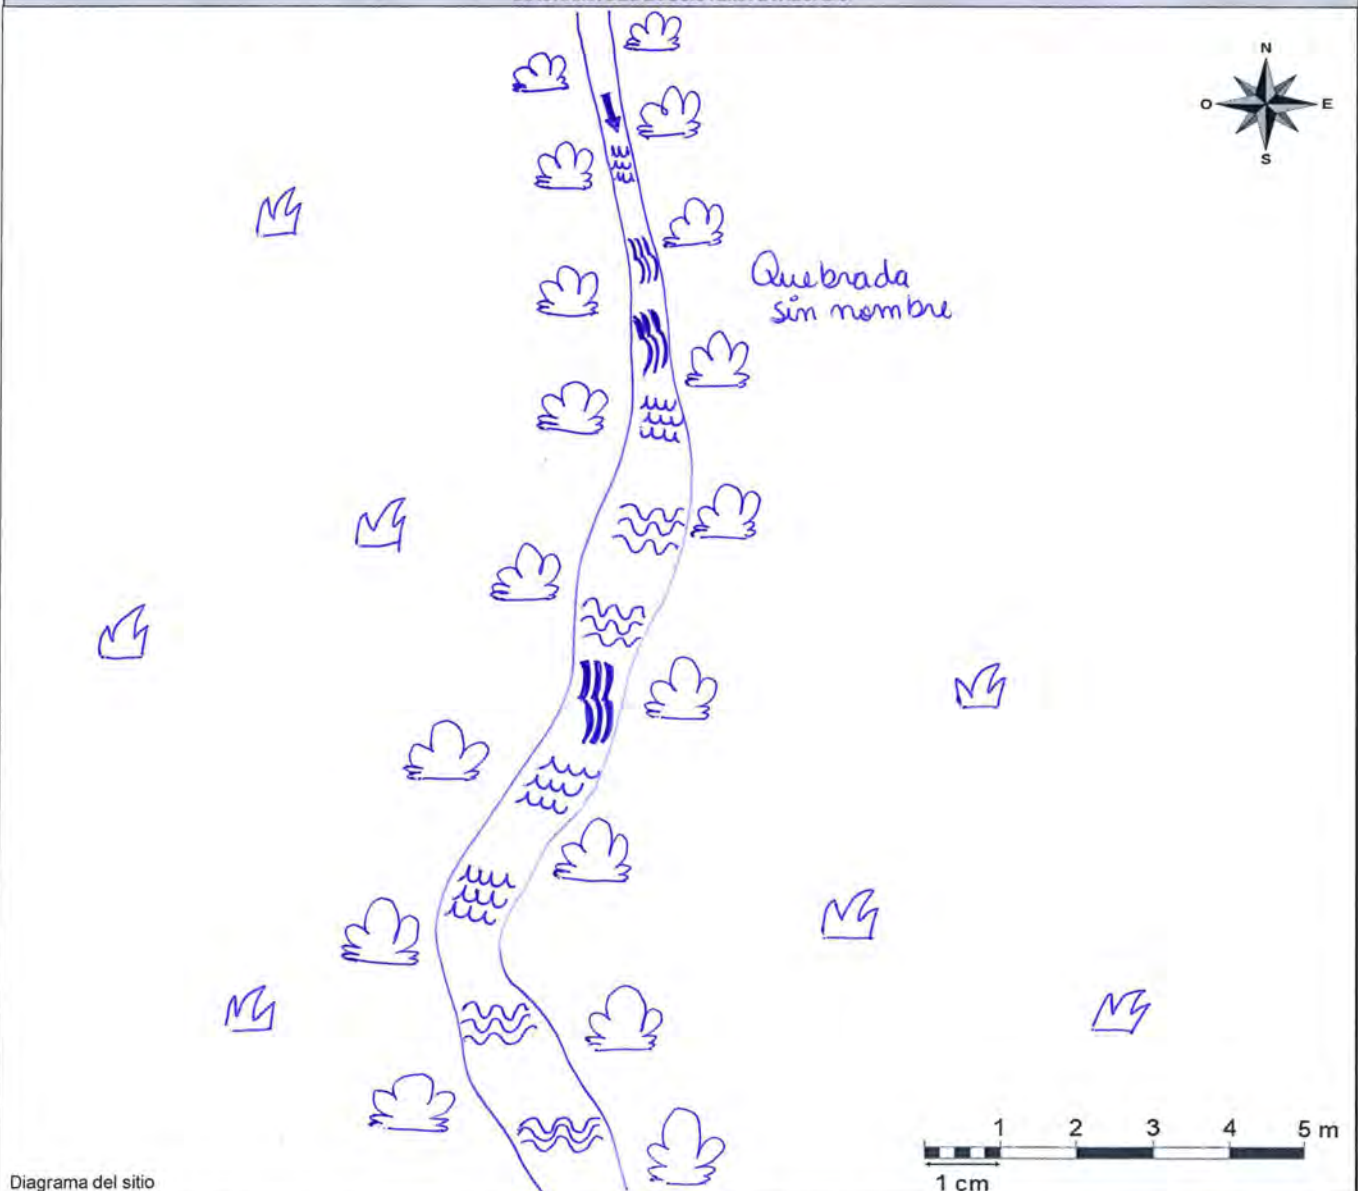 N
O E
S
Quebrada
sin nombre
1 2 3 4 5 m
1 cm
Diagrama del sitio